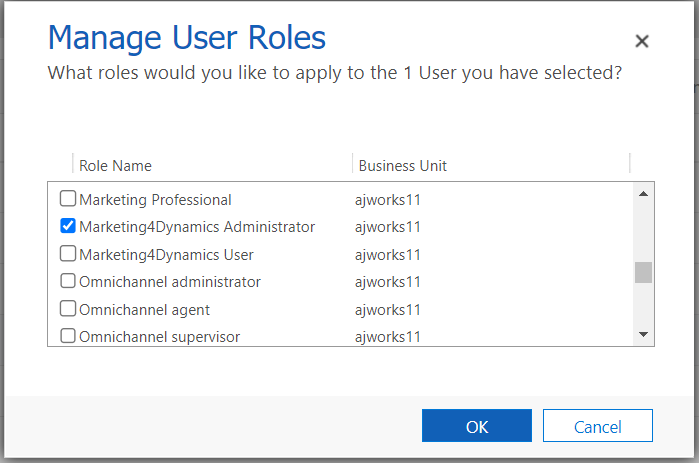 Manage User Roles
What roles would you like to apply to the 1 User you have selected?
Role Name Business Unit
Marketing Professional ajworks11
Marketing4Dynamics Administrator ajworks11
Marketing4Dynamics User ajworks11
Omnichannel administrator ajworks11
Omnichannel agent ajworks11
Omnichannel supervisor ajworks11
OK Cancel